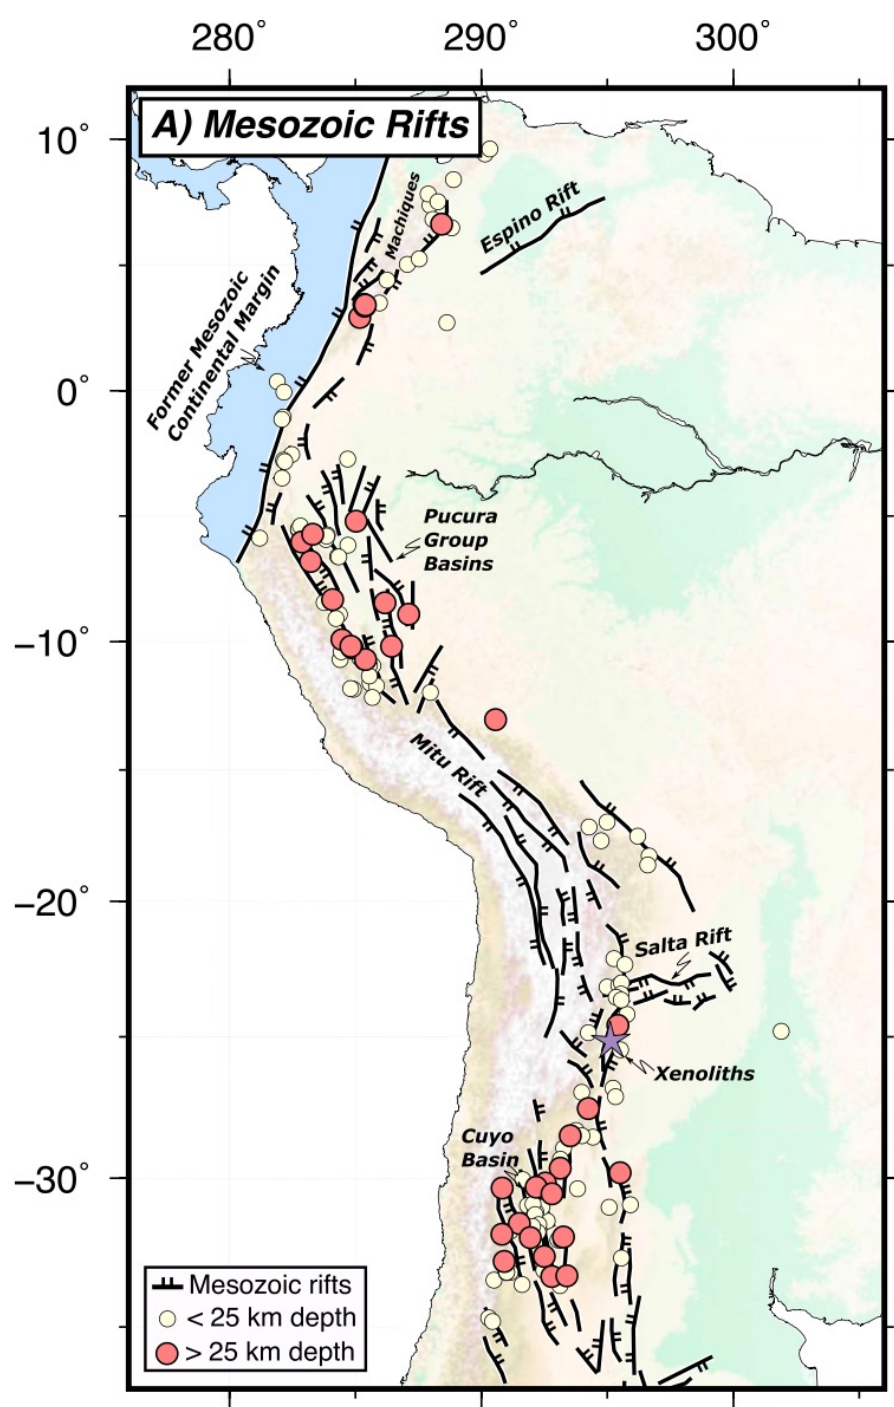 280° 290° 300°
A) Mesozoic Rifts
10°
0°
−10°
−20°
−30°
Machiques
Espino Rift
Former Mesozoic
Continental Margin
Pucura
Group
Basins
Mitu Rift
Salta Rift
Xenoliths
Cuyo
Basin
Mesozoic rifts
< 25 km depth
> 25 km depth